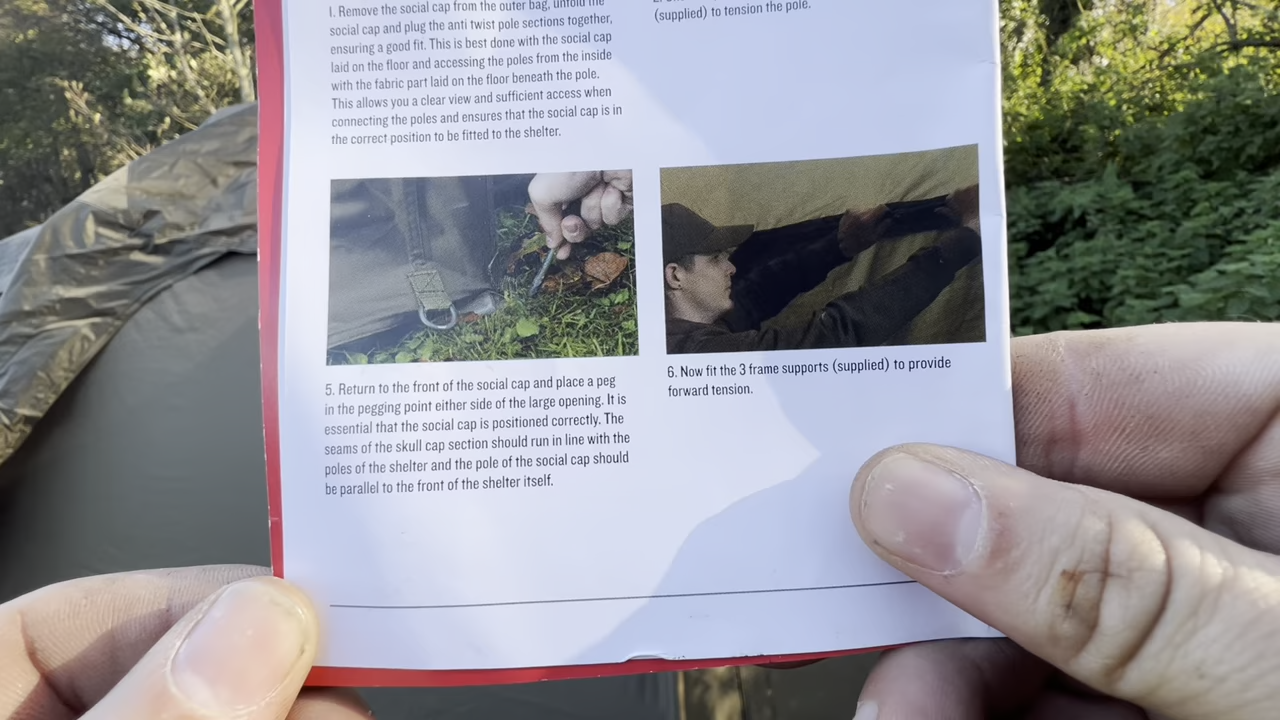 1. Remove the social cap from the outer bag, unfold the
social cap and plug the anti twist pole sections together,
ensuring a good fit. This is best done with the social cap
laid on the floor and accessing the poles from the inside
with the fabric part laid on the floor beneath the pole.
This allows you a clear view and sufficient access when
connecting the poles and ensures that the social cap is in
the correct position to be fitted to the shelter.
(supplied) to tension the pole.
5. Return to the front of the social cap and place a peg
in the pegging point either side of the large opening. It is
essential that the social cap is positioned correctly. The
seams of the skull cap section should run in line with the
poles of the shelter and the pole of the social cap should
be parallel to the front of the shelter itself.
6. Now fit the 3 frame supports (supplied) to provide
forward tension.